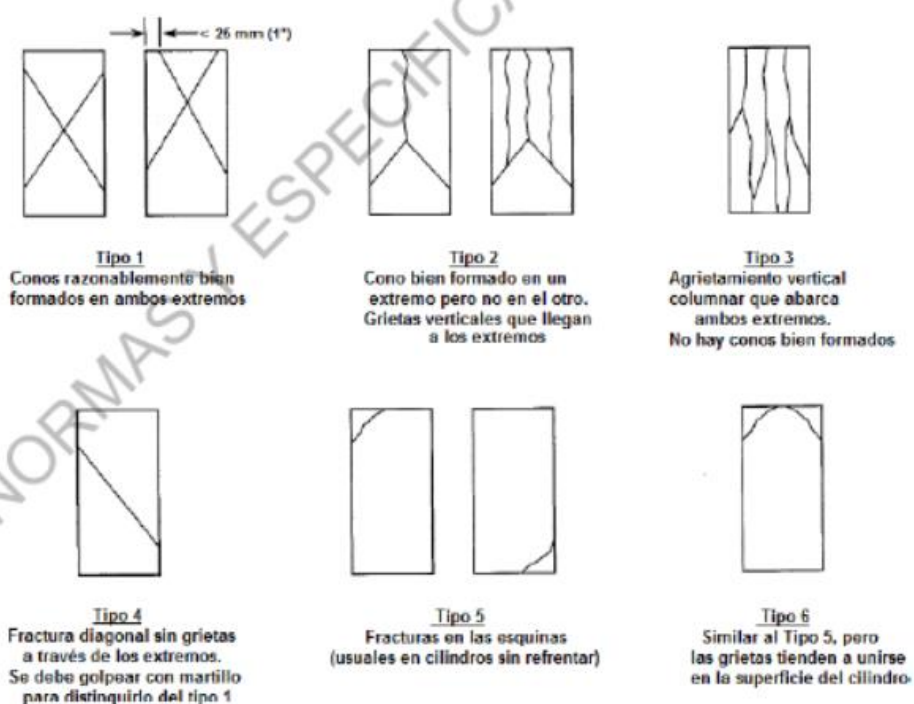 < 25 mm (1")
Tipo 1
Conos razonablemente bien
formados en ambos extremos
Tipo 2
Cono bien formado en un
extremo pero no en el otro.
Grietas verticales que llegan
a los extremos
Tipo 3
Agrietamiento vertical
columnar que abarca
ambos extremos.
No hay conos bien formados
Tipo 4
Fractura diagonal sin grietas
a través de los extremos.
Se debe golpear con martillo
para distinguirlo del tipo 1
Tipo 5
Fracturas en las esquinas
(usuales en cilindros sin refrentar)
Tipo 6
Similar al Tipo 5, pero
las grietas tienden a unirse
en la superficie del cilindro
NORMAS Y ESPECIFICA